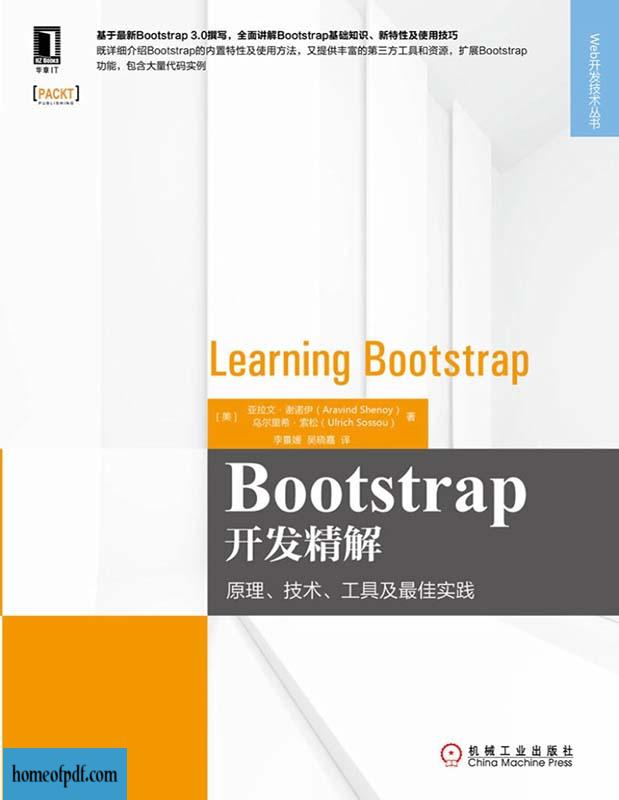 基于最新Bootstrap 3.0撰写，全面讲解Bootstrap基础知识、新特性及使用技巧
既详细介绍Bootstrap的内置特性及使用方法，又提供丰富的第三方工具和资源，扩展Bootstrap
功能，包含大量代码实例
HZ Books
华章IT
[PACKT]
PUBLISHING
Web开发技术丛书
Learning Bootstrap
[美] 亚拉文·谢诺伊（Aravind Shenoy）
乌尔里希·索松（Ulrich Sossou） 著
李景媛 吴晓嘉 译
Bootstrap
开发精解
原理、技术、工具及最佳实践
机械工业出版社
China Machine Press
homeofpdf.com